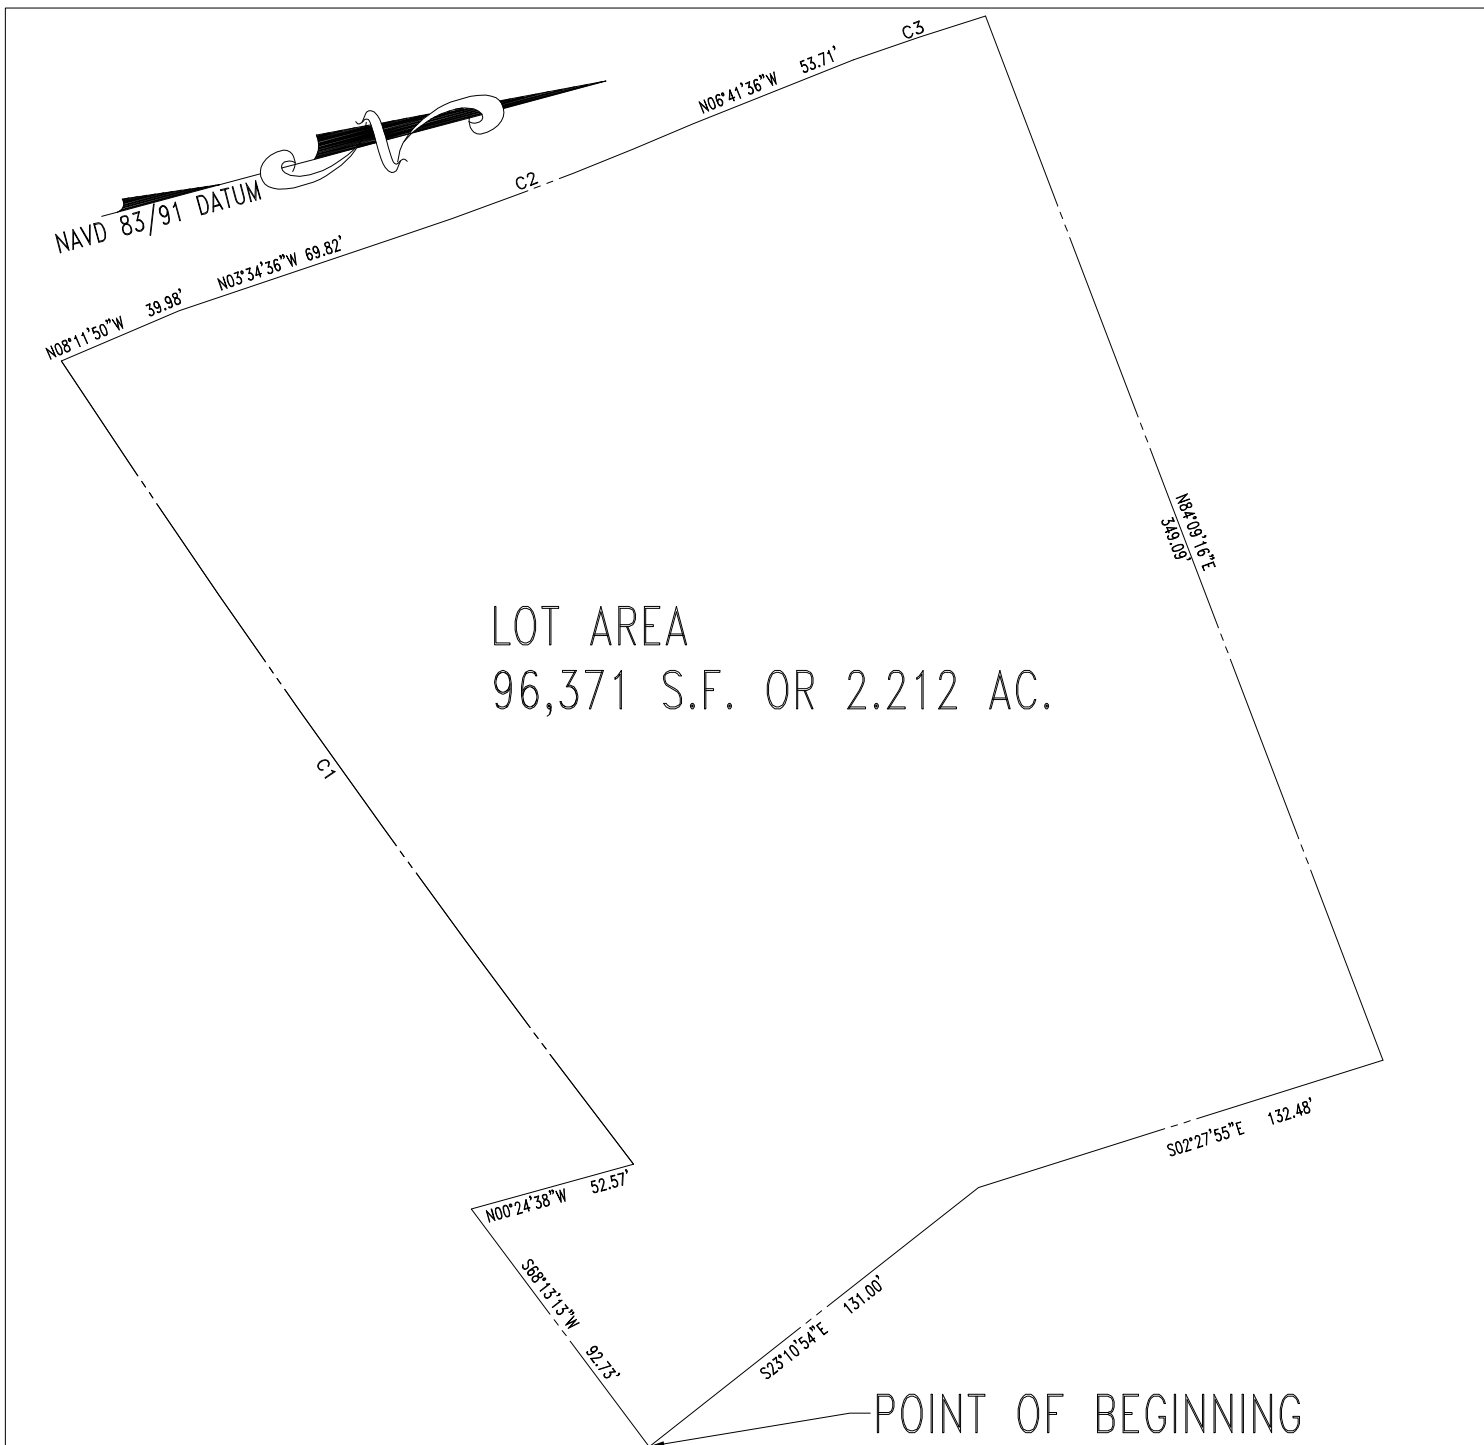 C3
N06°41'36"W 53.71'
C2
NAVD 83/91 DATUM
N03°34'36"W 69.82'
N08°11'50"W 39.98'
N84°09'16"E
349.09'
LOT AREA
96,371 S.F. OR 2.212 AC.
C1
S02°27'55"E 132.48'
N00°24'38"W 52.57'
S68°13'13"W 92.73'
S23°10'54"E 131.00'
POINT OF BEGINNING